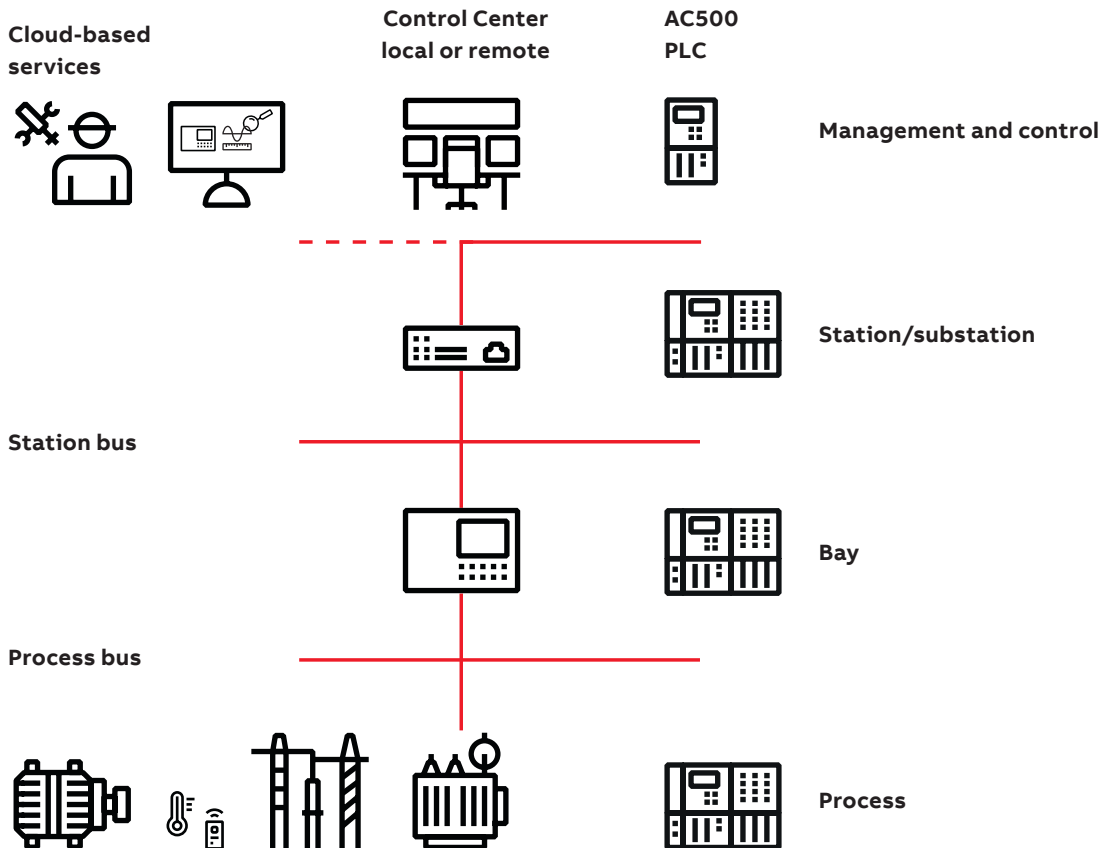 Cloud-based
services
Control Center
local or remote
AC500
PLC
Management and control
Station/substation
Station bus
Bay
Process bus
Process